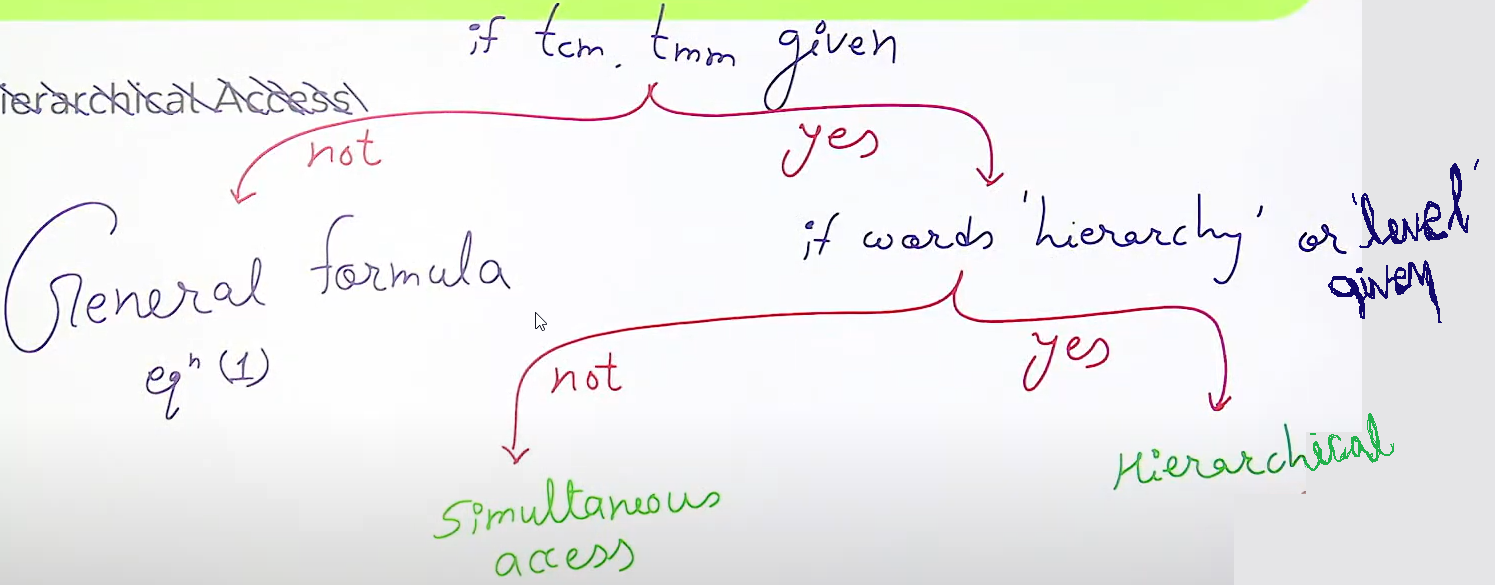 if tcm, tmm given
ierarchical Access
not
yes
General formula
eqⁿ (1)
if words 'hierarchy' or 'level' given
not
yes
Simultaneous
access
Hierarchical